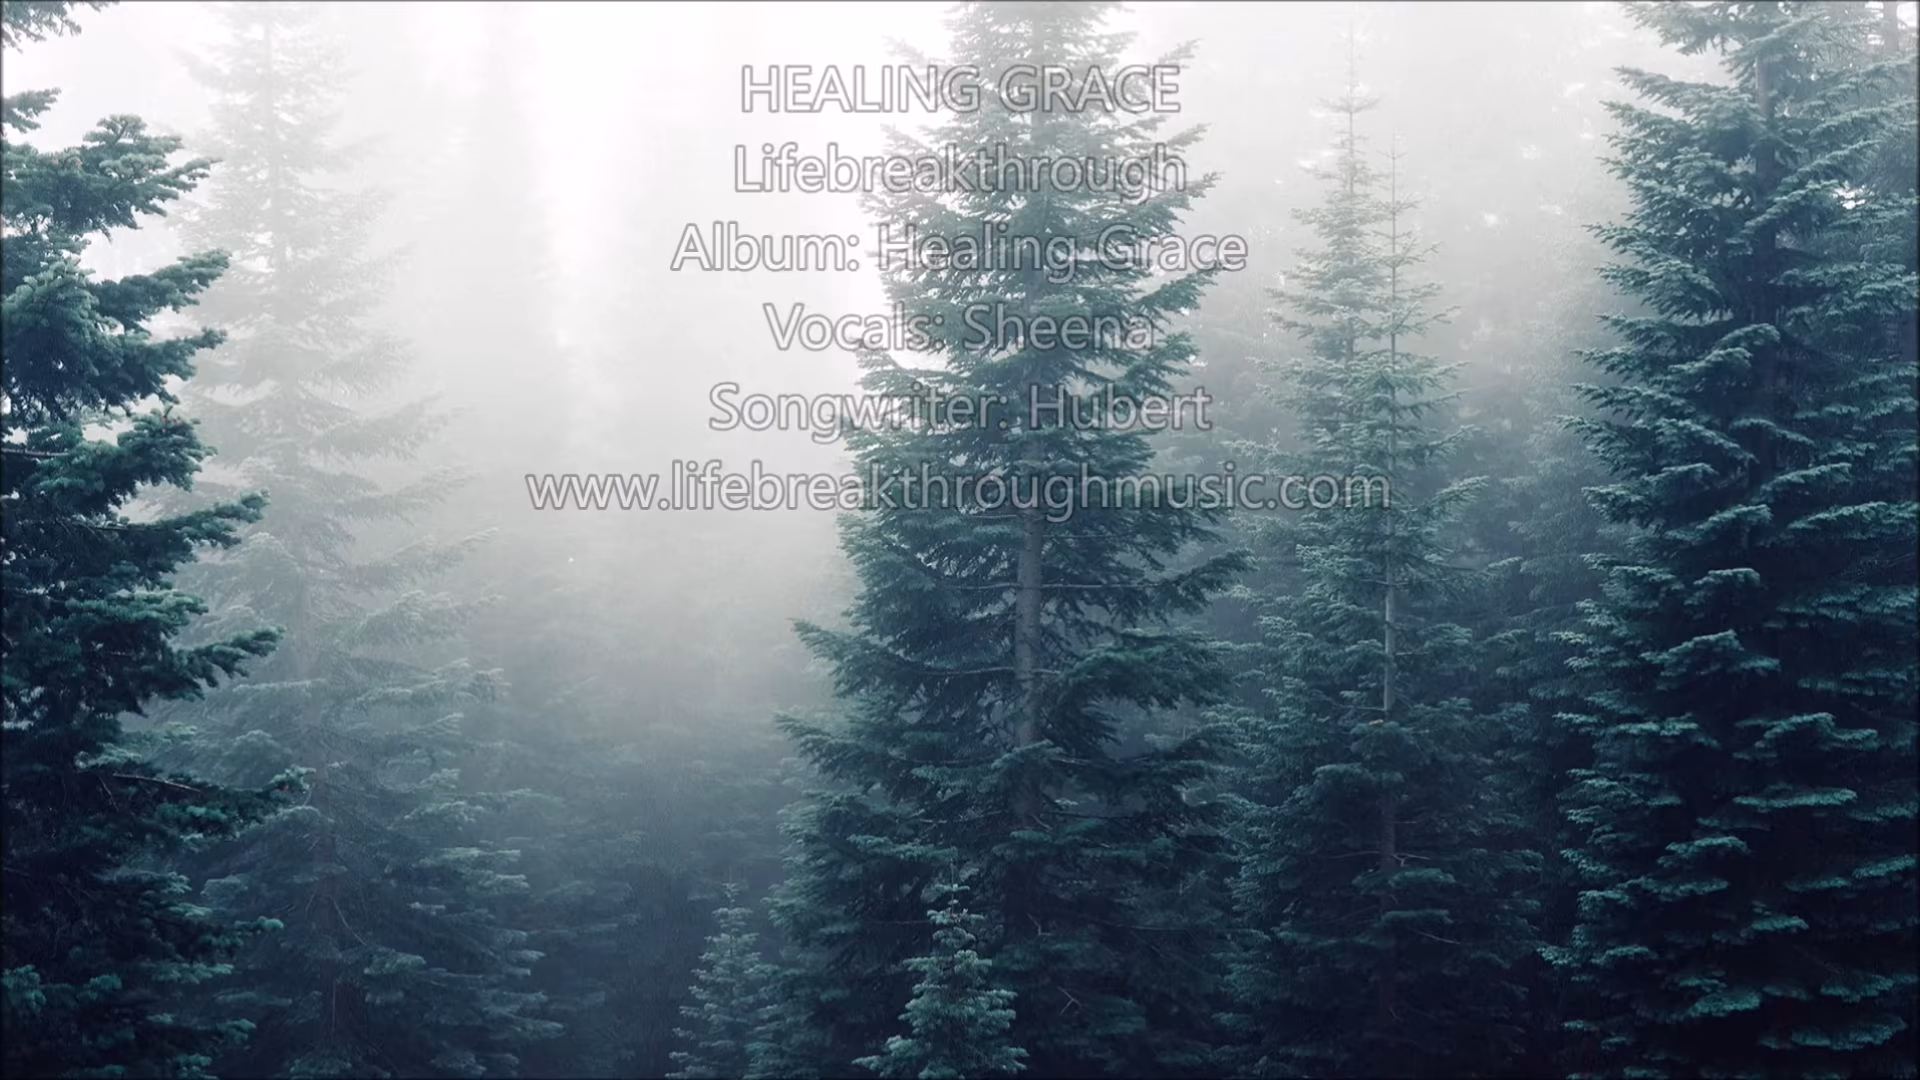 HEALING GRACE
Lifebreakthrough
Album: Healing Grace
Vocals: Sheena
Songwriter: Hubert
www.lifebreakthroughmusic.com